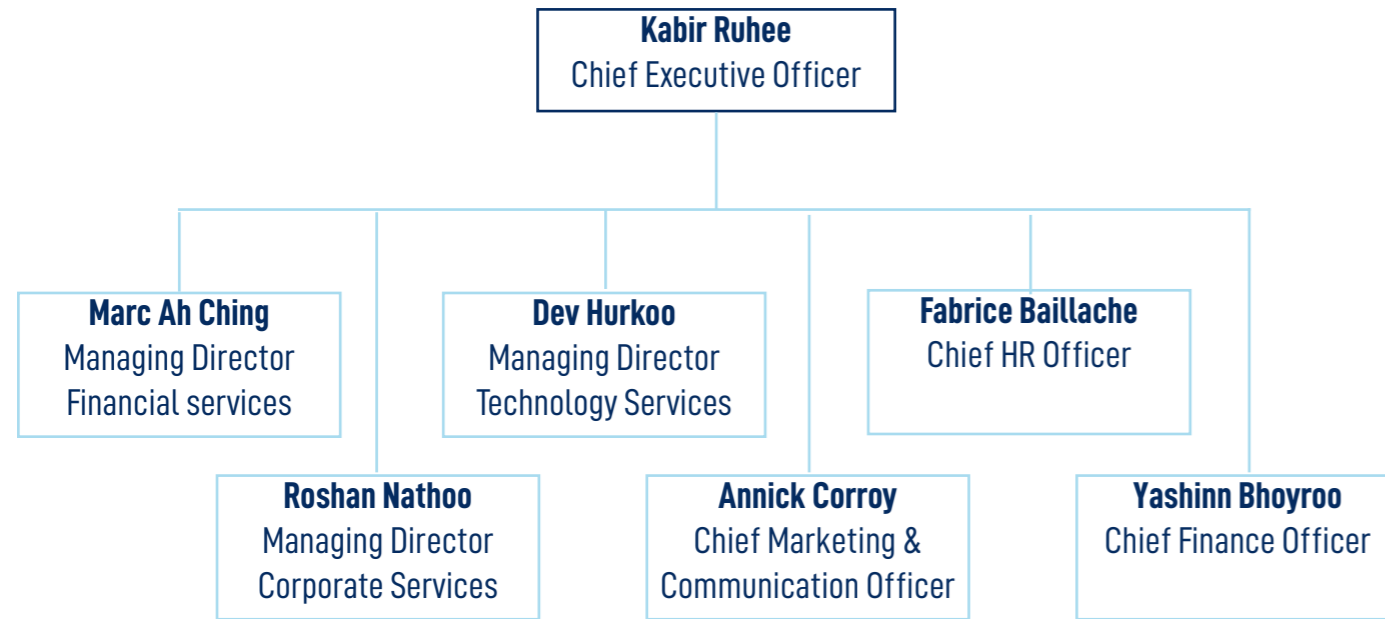 Kabir Ruhee
Chief Executive Officer
Marc Ah Ching
Managing Director
Financial services
Dev Hurkoo
Managing Director
Technology Services
Fabrice Baillache
Chief HR Officer
Roshan Nathoo
Managing Director
Corporate Services
Annick Corroy
Chief Marketing &
Communication Officer
Yashinn Bhoyroo
Chief Finance Officer